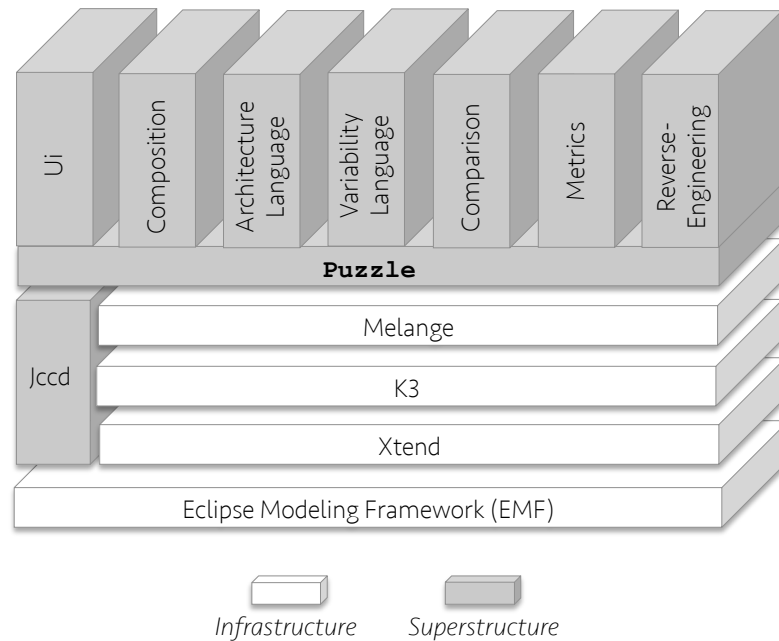 Ui
Composition
Architecture
Language
Variability
Language
Comparison
Metrics
Reverse-
Engineering
Puzzle
Melange
Jccd
K3
Xtend
Eclipse Modeling Framework (EMF)
Infrastructure
Superstructure